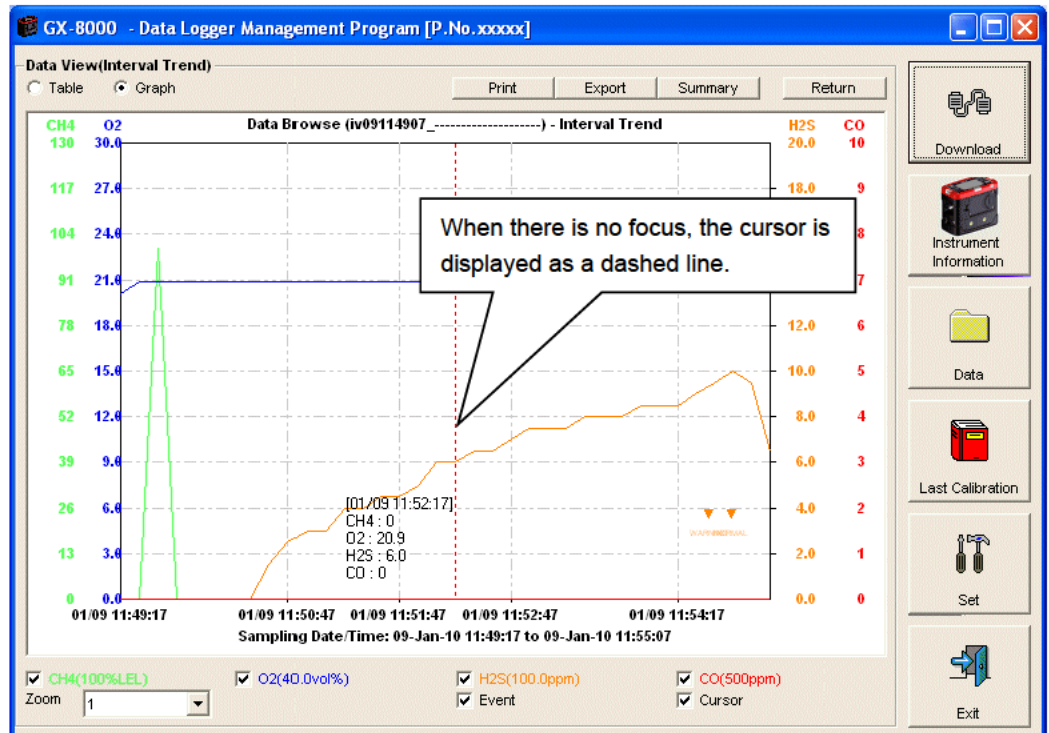 GX-8000 - Data Logger Management Program [P.No.xxxxx]
Data View(Interval Trend)
Table Graph Print Export Summary Return
Data Browse (iv09114907_-------------------) - Interval Trend
CH4 O2 H2S CO
130 30.0 20.0 10
117 27.0 18.0 9
104 24.0 8
91 21.0 7
78 18.0 12.0 6
65 15.0 10.0 5
52 12.0 8.0 4
39 9.0 6.0 3
26 6.0 4.0 2
13 3.0 2.0 1
0 0.0 0.0 0
When there is no focus, the cursor is
displayed as a dashed line.
[01/09 11:52:17]
CH4 : 0
O2 : 20.9
H2S : 6.0
CO : 0
01/09 11:49:17 01/09 11:50:47 01/09 11:51:47 01/09 11:52:47 01/09 11:54:17
Sampling Date/Time: 09-Jan-10 11:49:17 to 09-Jan-10 11:55:07
CH4(100%LEL) O2(40.0vol%) H2S(100.0ppm) CO(500ppm)
Zoom 1 Event Cursor
Download
Instrument
Information
Data
Last Calibration
Set
Exit